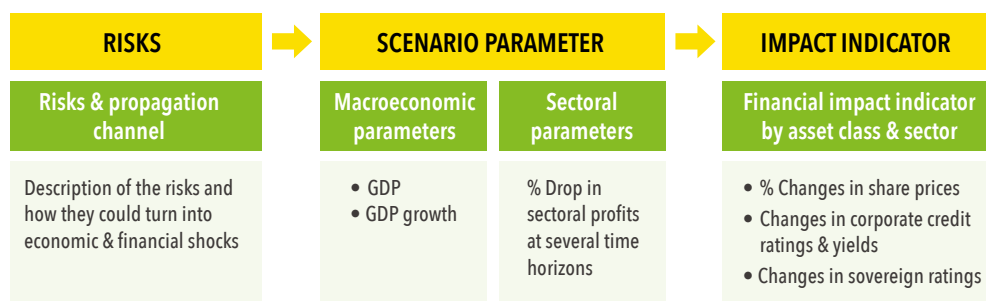 RISKS
SCENARIO PARAMETER
IMPACT INDICATOR
Risks & propagation
channel
Macroeconomic
parameters
Sectoral
parameters
Financial impact indicator
by asset class & sector
Description of the risks and
how they could turn into
economic & financial shocks
• GDP
• GDP growth
% Drop in
sectoral profits
at several time
horizons
• % Changes in share prices
• Changes in corporate credit
ratings & yields
• Changes in sovereign ratings